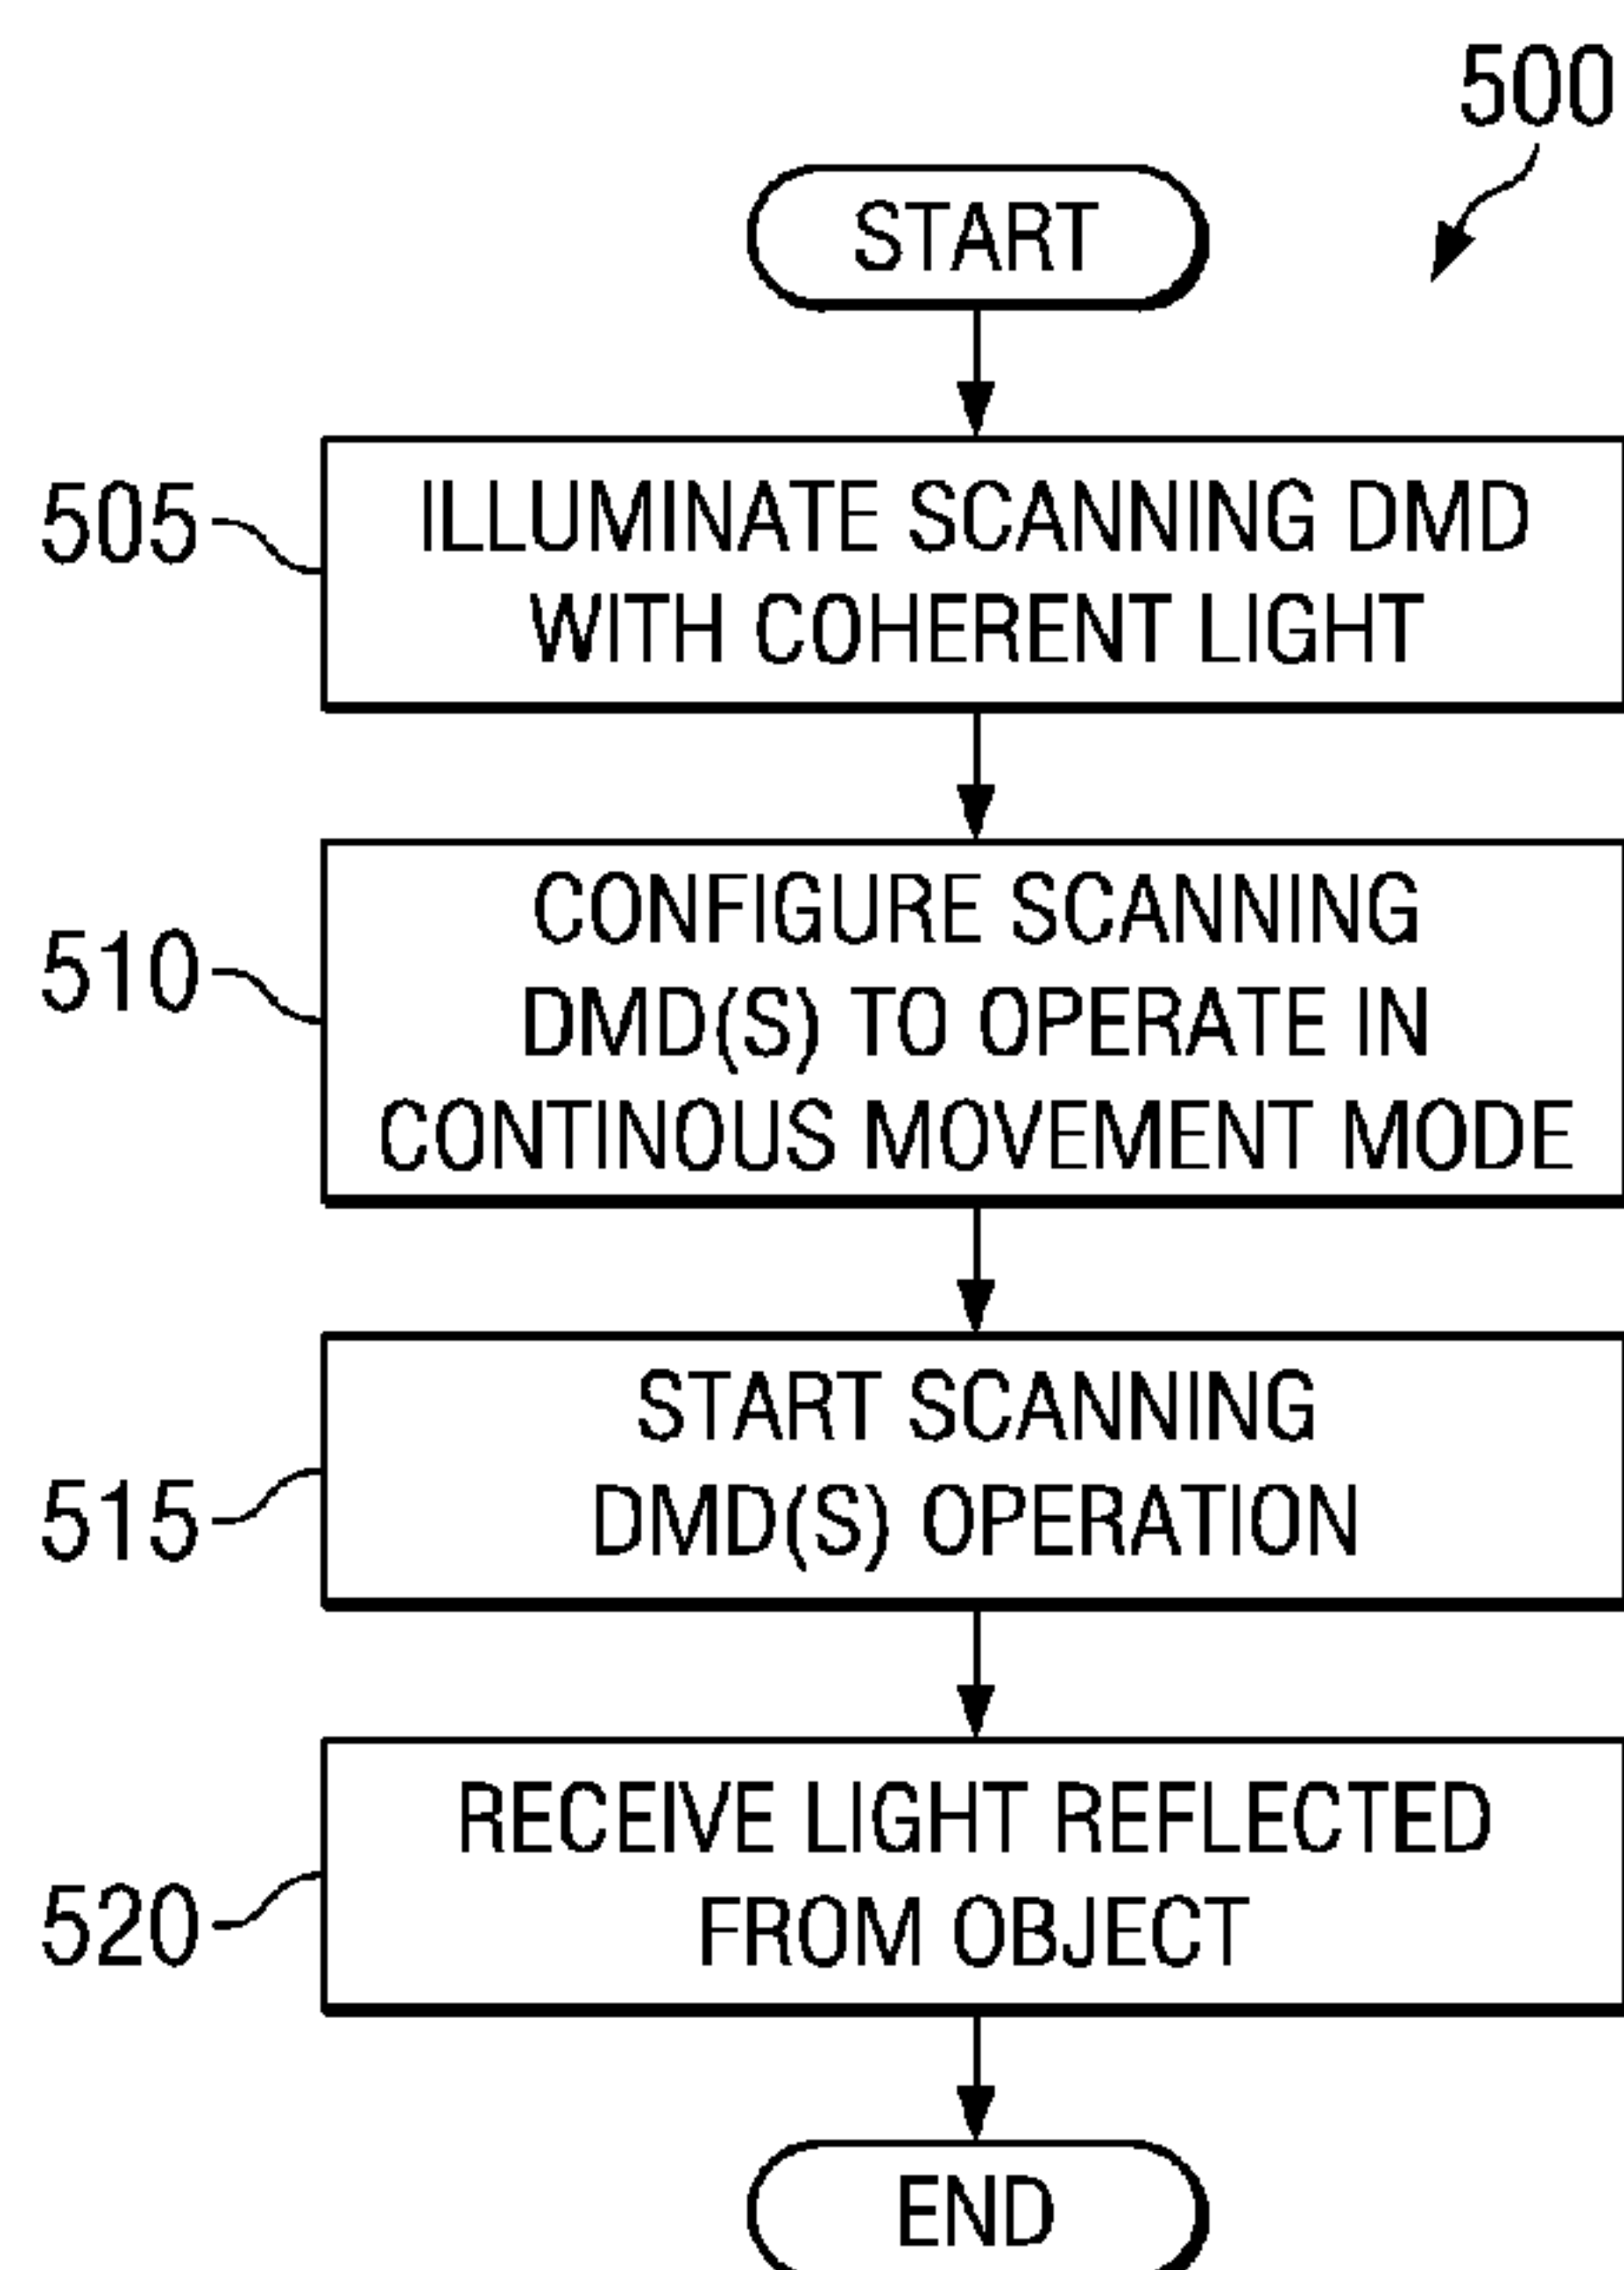 500
START
505
ILLUMINATE SCANNING DMD
WITH COHERENT LIGHT
510
CONFIGURE SCANNING
DMD(S) TO OPERATE IN
CONTINOUS MOVEMENT MODE
515
START SCANNING
DMD(S) OPERATION
520
RECEIVE LIGHT REFLECTED
FROM OBJECT
END